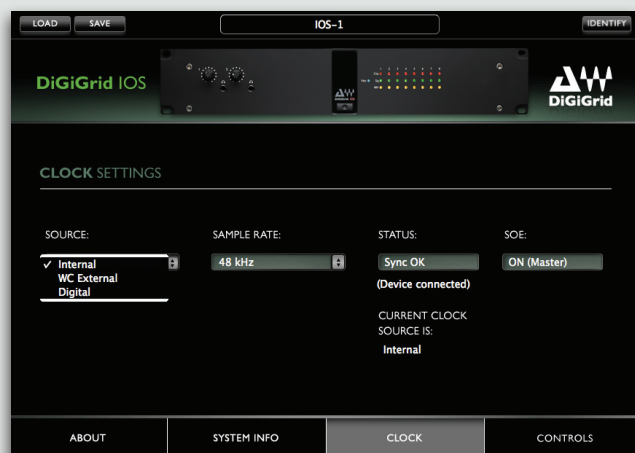 LOAD SAVE IOS-1 IDENTIFY
DiGiGrid IOS
DiGiGrid
CLOCK SETTINGS
SOURCE: SAMPLE RATE: STATUS: SOE:
✓ Internal 48 kHz Sync OK ON (Master)
WC External
Digital
(Device connected)
CURRENT CLOCK
SOURCE IS:
Internal
ABOUT SYSTEM INFO CLOCK CONTROLS